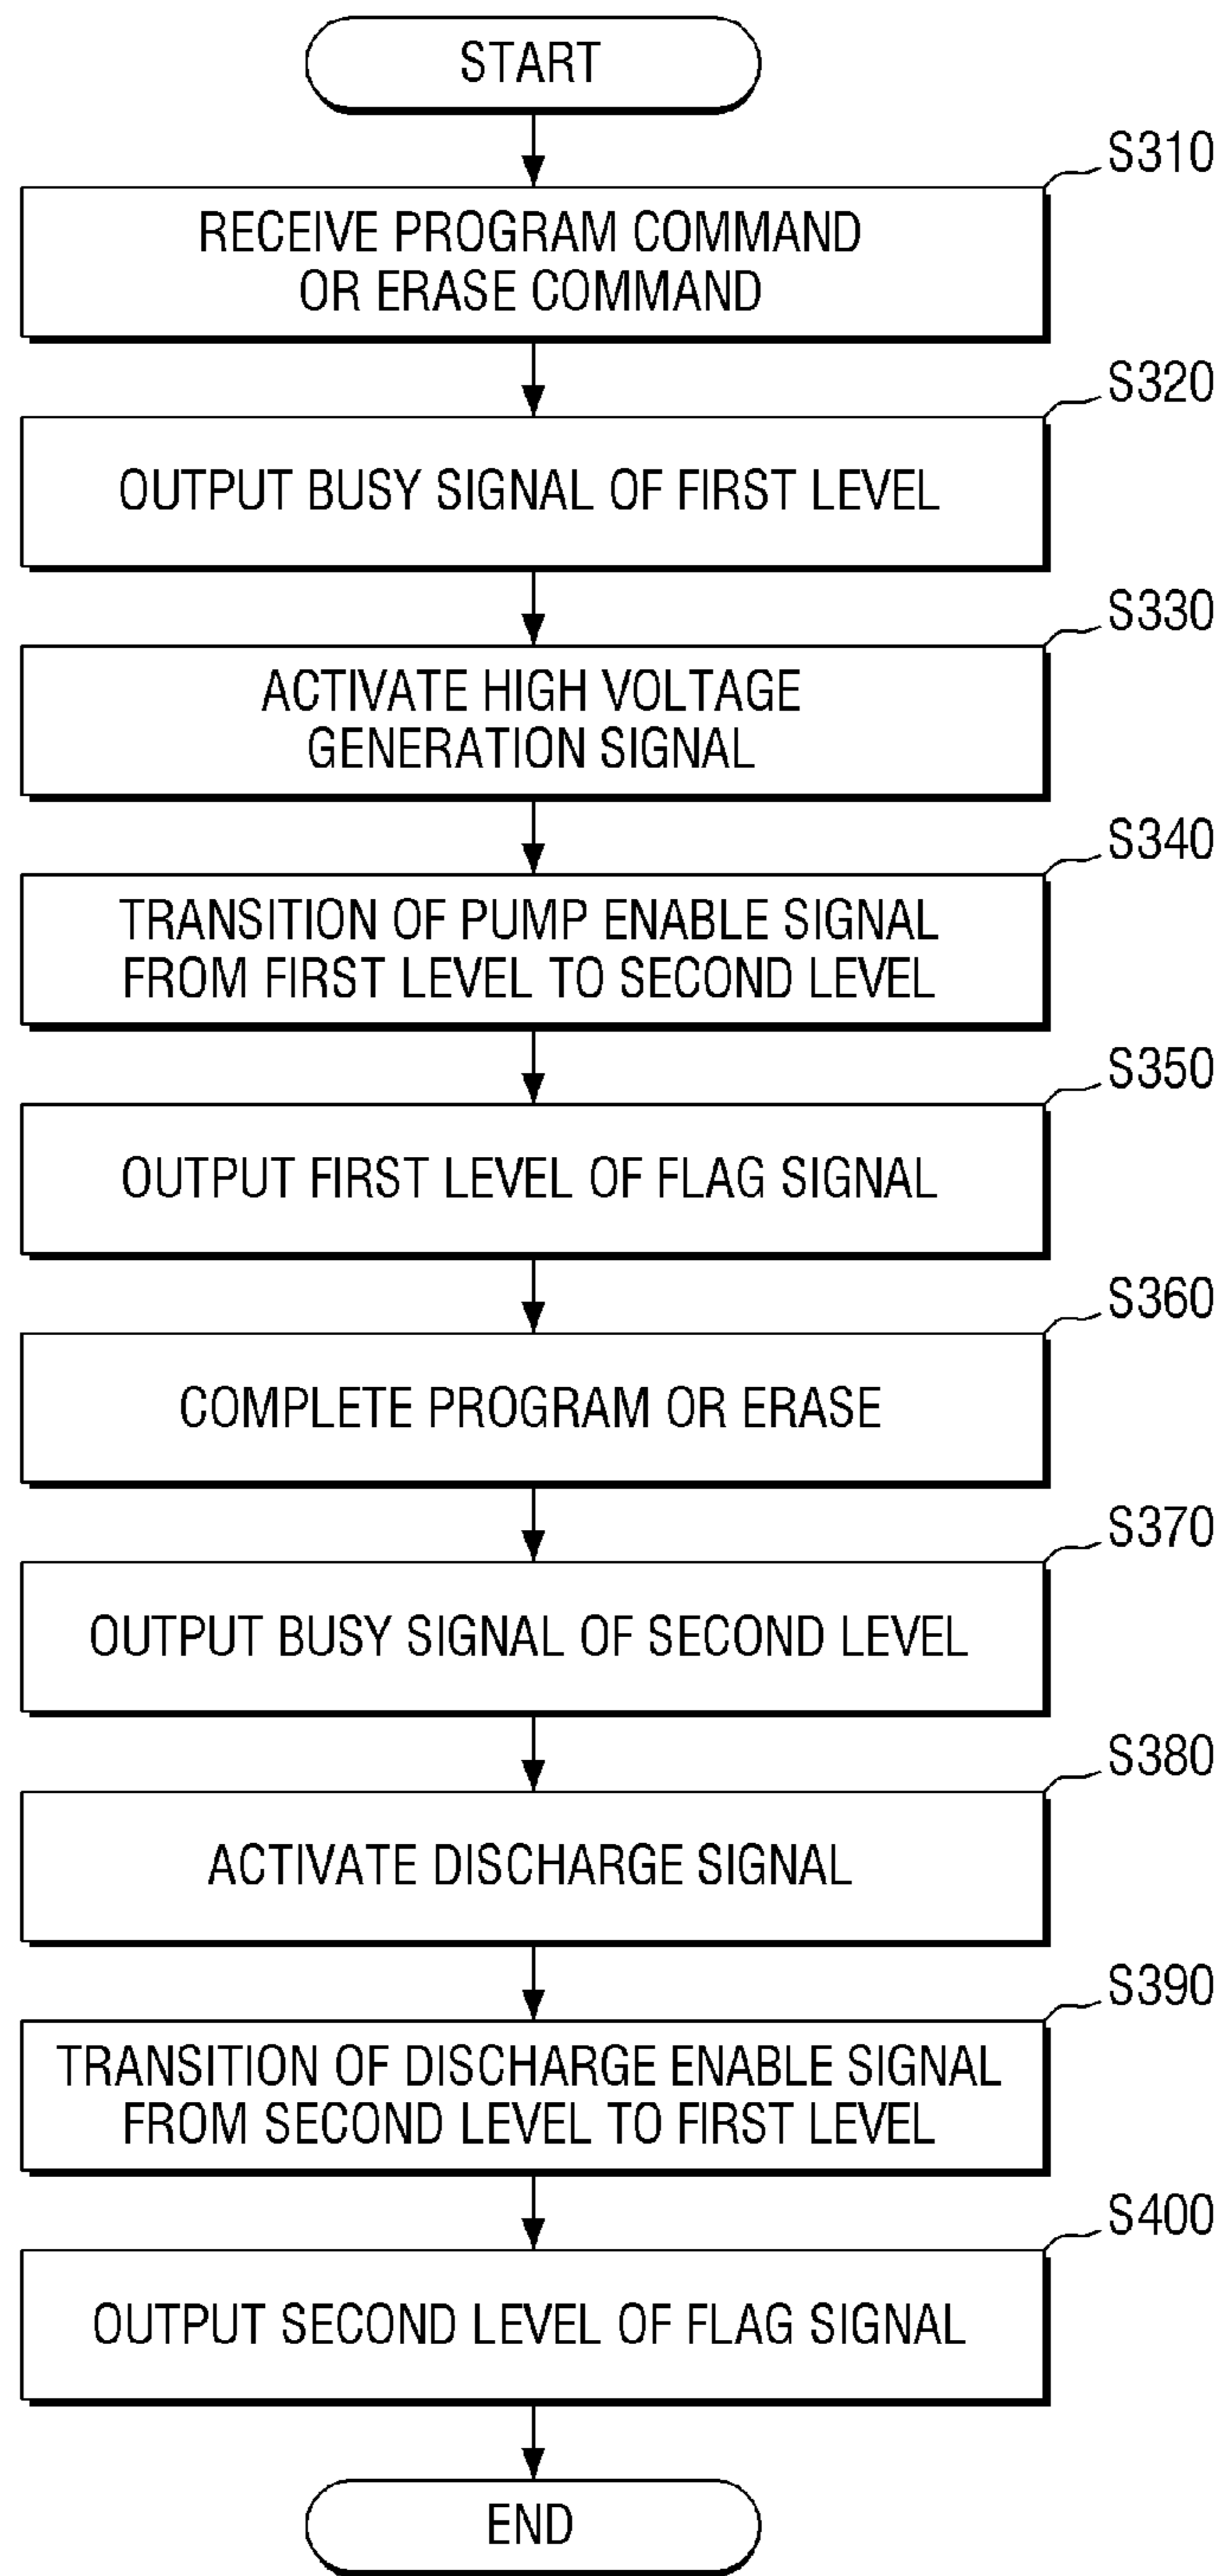 START
S310
RECEIVE PROGRAM COMMAND
OR ERASE COMMAND
S320
OUTPUT BUSY SIGNAL OF FIRST LEVEL
S330
ACTIVATE HIGH VOLTAGE
GENERATION SIGNAL
S340
TRANSITION OF PUMP ENABLE SIGNAL
FROM FIRST LEVEL TO SECOND LEVEL
S350
OUTPUT FIRST LEVEL OF FLAG SIGNAL
S360
COMPLETE PROGRAM OR ERASE
S370
OUTPUT BUSY SIGNAL OF SECOND LEVEL
S380
ACTIVATE DISCHARGE SIGNAL
S390
TRANSITION OF DISCHARGE ENABLE SIGNAL
FROM SECOND LEVEL TO FIRST LEVEL
S400
OUTPUT SECOND LEVEL OF FLAG SIGNAL
END